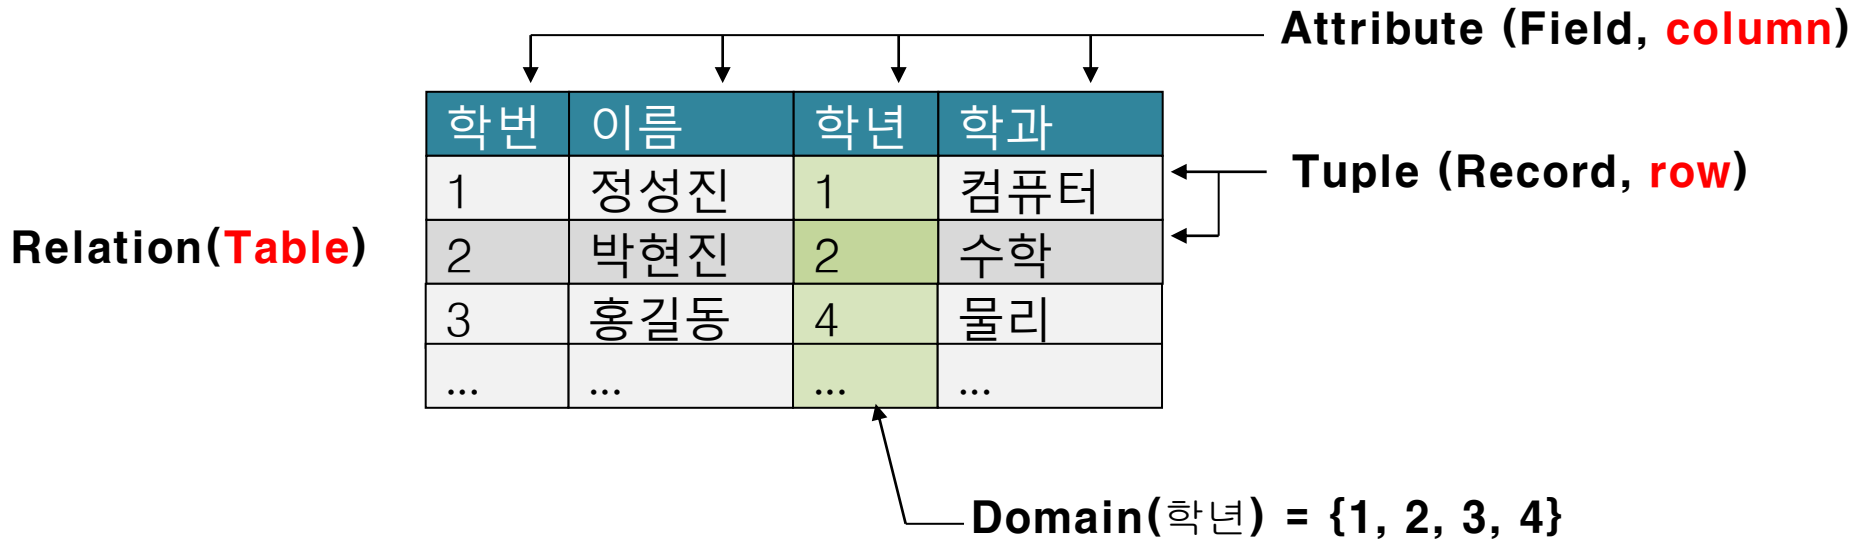 Attribute (Field, column)
학번 이름 학년 학과
1 정성진 1 컴퓨터
Tuple (Record, row)
Relation(Table)
2 박현진 2 수학
3 홍길동 4 물리
... ... ... ...
Domain(학년) = {1, 2, 3, 4}